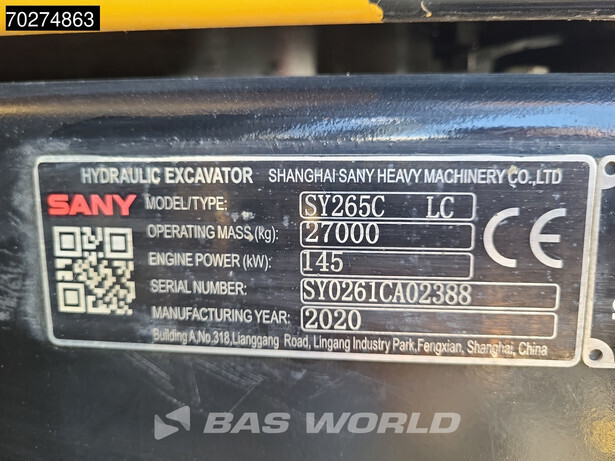 70274863
HYDRAULIC EXCAVATOR SHANGHAI SANY HEAVY MACHINERY CO.,LTD
SANY MODEL/TYPE: SY265C LC
OPERATING MASS(kg): 27000
ENGINE POWER(kW): 145
SERIAL NUMBER: SY0261CA02388
MANUFACTURING YEAR: 2020
CE
Building A,No.318,Lianggang Road, Lingang Industry Park,Fengxian, Shanghai, China
BAS WORLD